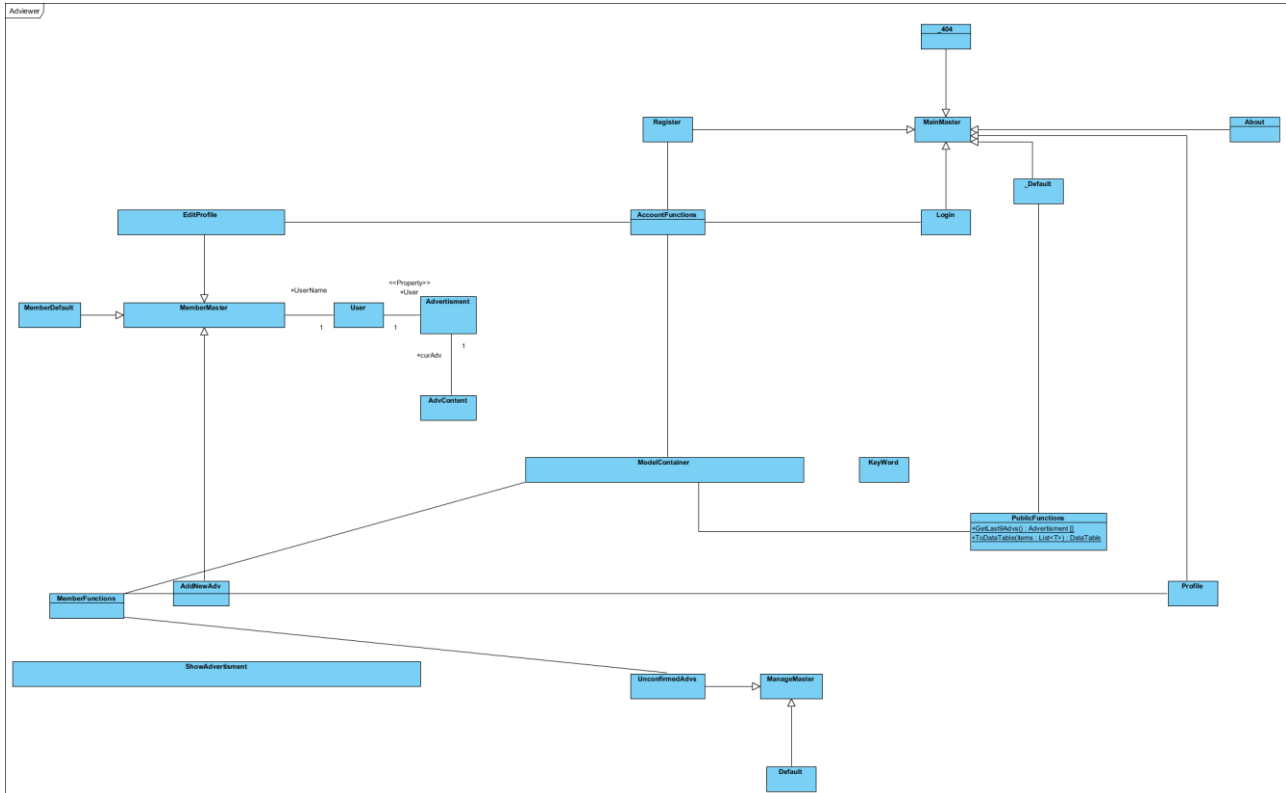 Adviewer
_404
Register
MainMaster
About
_Default
EditProfile
AccountFunctions
Login
<<Property>>
+UserName
+User
MemberDefault
MemberMaster
User
Advertisment
1
1
1
+curAdv
AdvContent
ModelContainer
KeyWord
PublicFunctions
+GetLast9Advs() : Advertisment []
+ToDataTable(items : List<T>) : DataTable
MemberFunctions
AddNewAdv
Profile
ShowAdvertisment
UnconfirmedAdvs
ManageMaster
Default